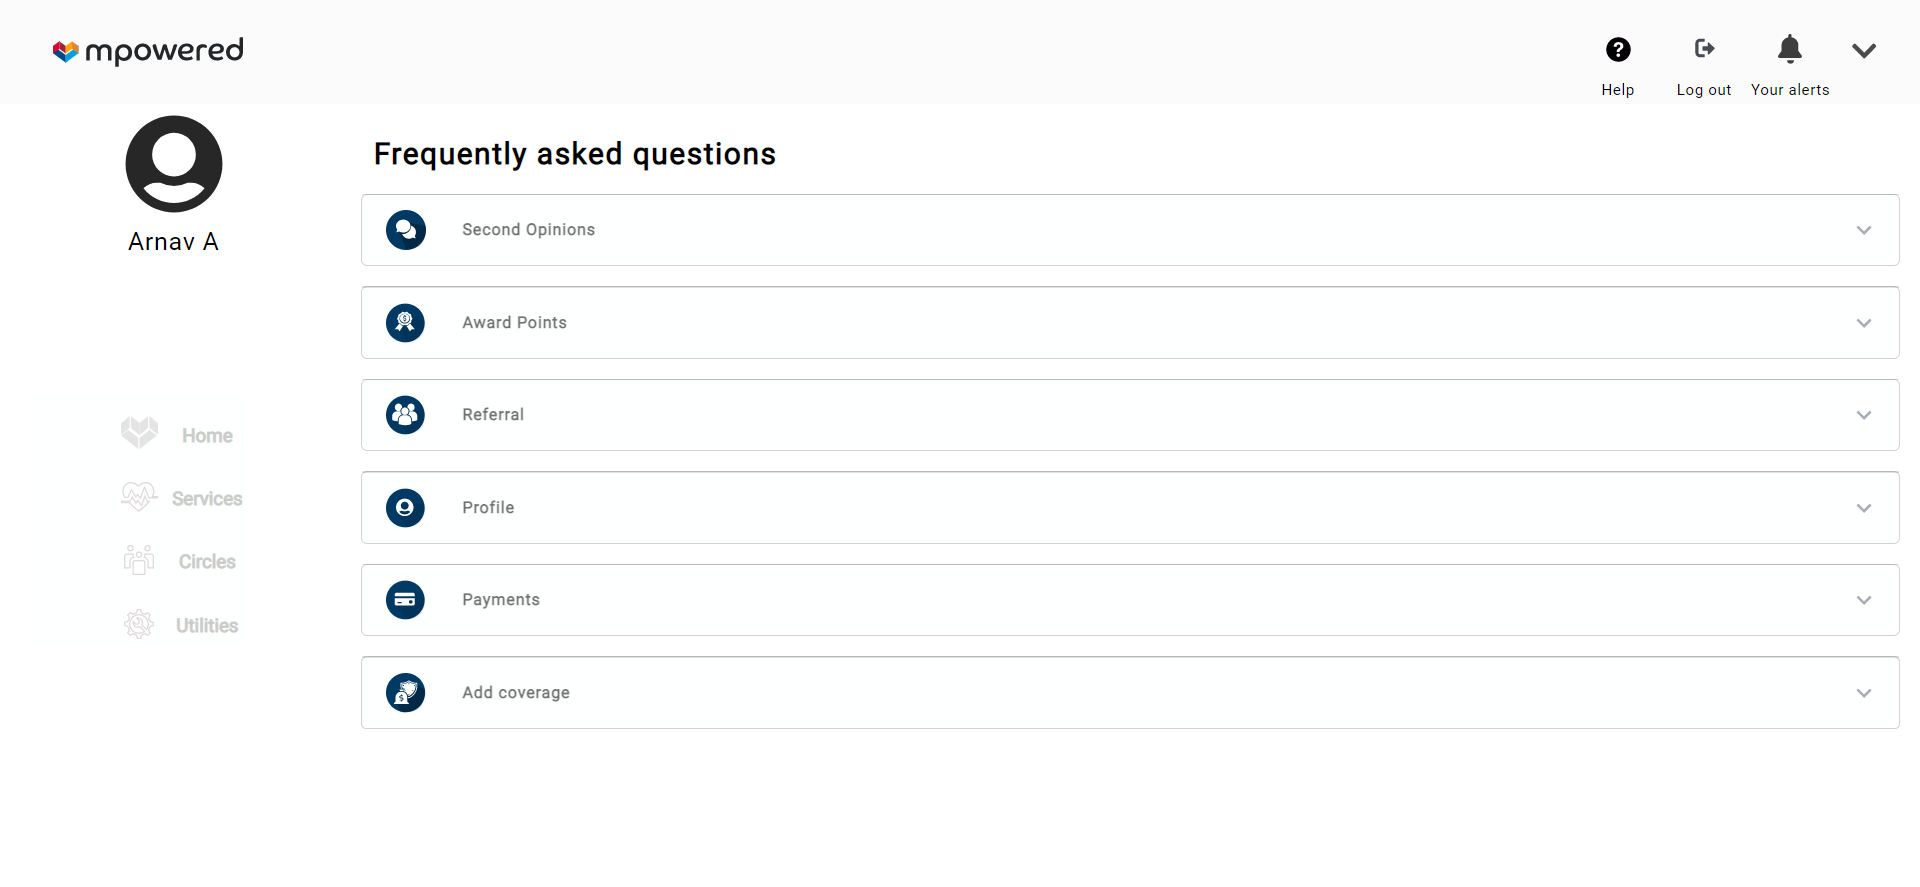 mpowered
Help
Log out
Your alerts
Arnav A
Home
Services
Circles
Utilities
Frequently asked questions
Second Opinions
Award Points
Referral
Profile
Payments
Add coverage